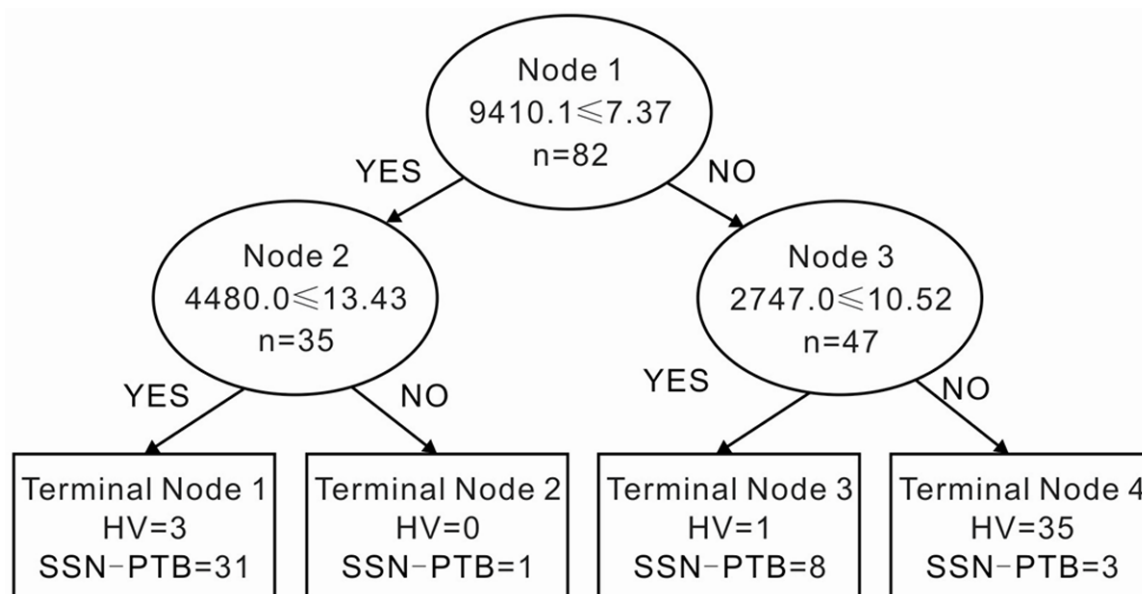 Node 1
9410.1≤7.37
n=82
YES
NO
Node 2
4480.0≤13.43
n=35
Node 3
2747.0≤10.52
n=47
YES
NO
YES
NO
Terminal Node 1
HV=3
SSN-PTB=31
Terminal Node 2
HV=0
SSN-PTB=1
Terminal Node 3
HV=1
SSN-PTB=8
Terminal Node 4
HV=35
SSN-PTB=3